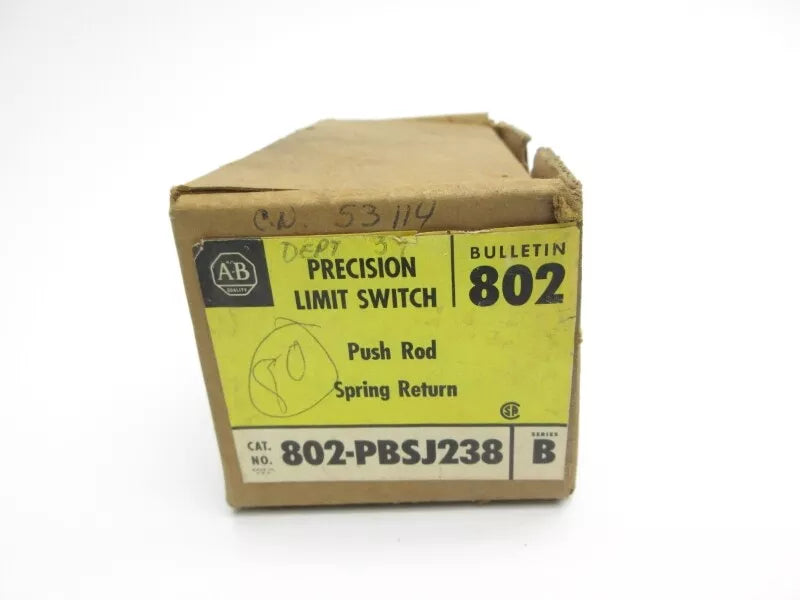 C.N. 53114
DEPT 37
A-B
QUALITY
PRECISION
LIMIT SWITCH
BULLETIN
802
80
Push Rod
Spring Return
CAT.
NO.
802-PBSJ238
SERIES
B